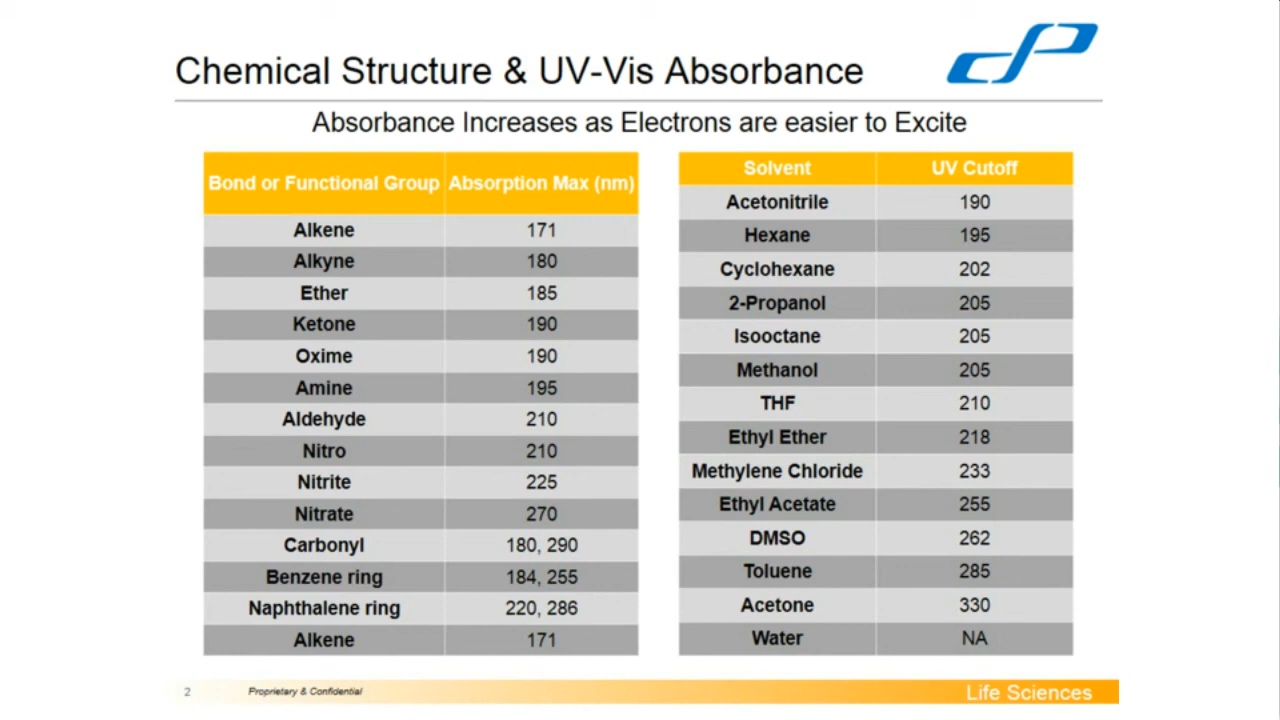 Chemical Structure & UV-Vis Absorbance
Absorbance Increases as Electrons are easier to Excite
Bond or Functional Group Absorption Max (nm)
Alkene 171
Alkyne 180
Ether 185
Ketone 190
Oxime 190
Amine 195
Aldehyde 210
Nitro 210
Nitrite 225
Nitrate 270
Carbonyl 180, 290
Benzene ring 184, 255
Naphthalene ring 220, 286
Alkene 171
Solvent UV Cutoff
Acetonitrile 190
Hexane 195
Cyclohexane 202
2-Propanol 205
Isooctane 205
Methanol 205
THF 210
Ethyl Ether 218
Methylene Chloride 233
Ethyl Acetate 255
DMSO 262
Toluene 285
Acetone 330
Water NA
2 Proprietary & Confidential Life Sciences